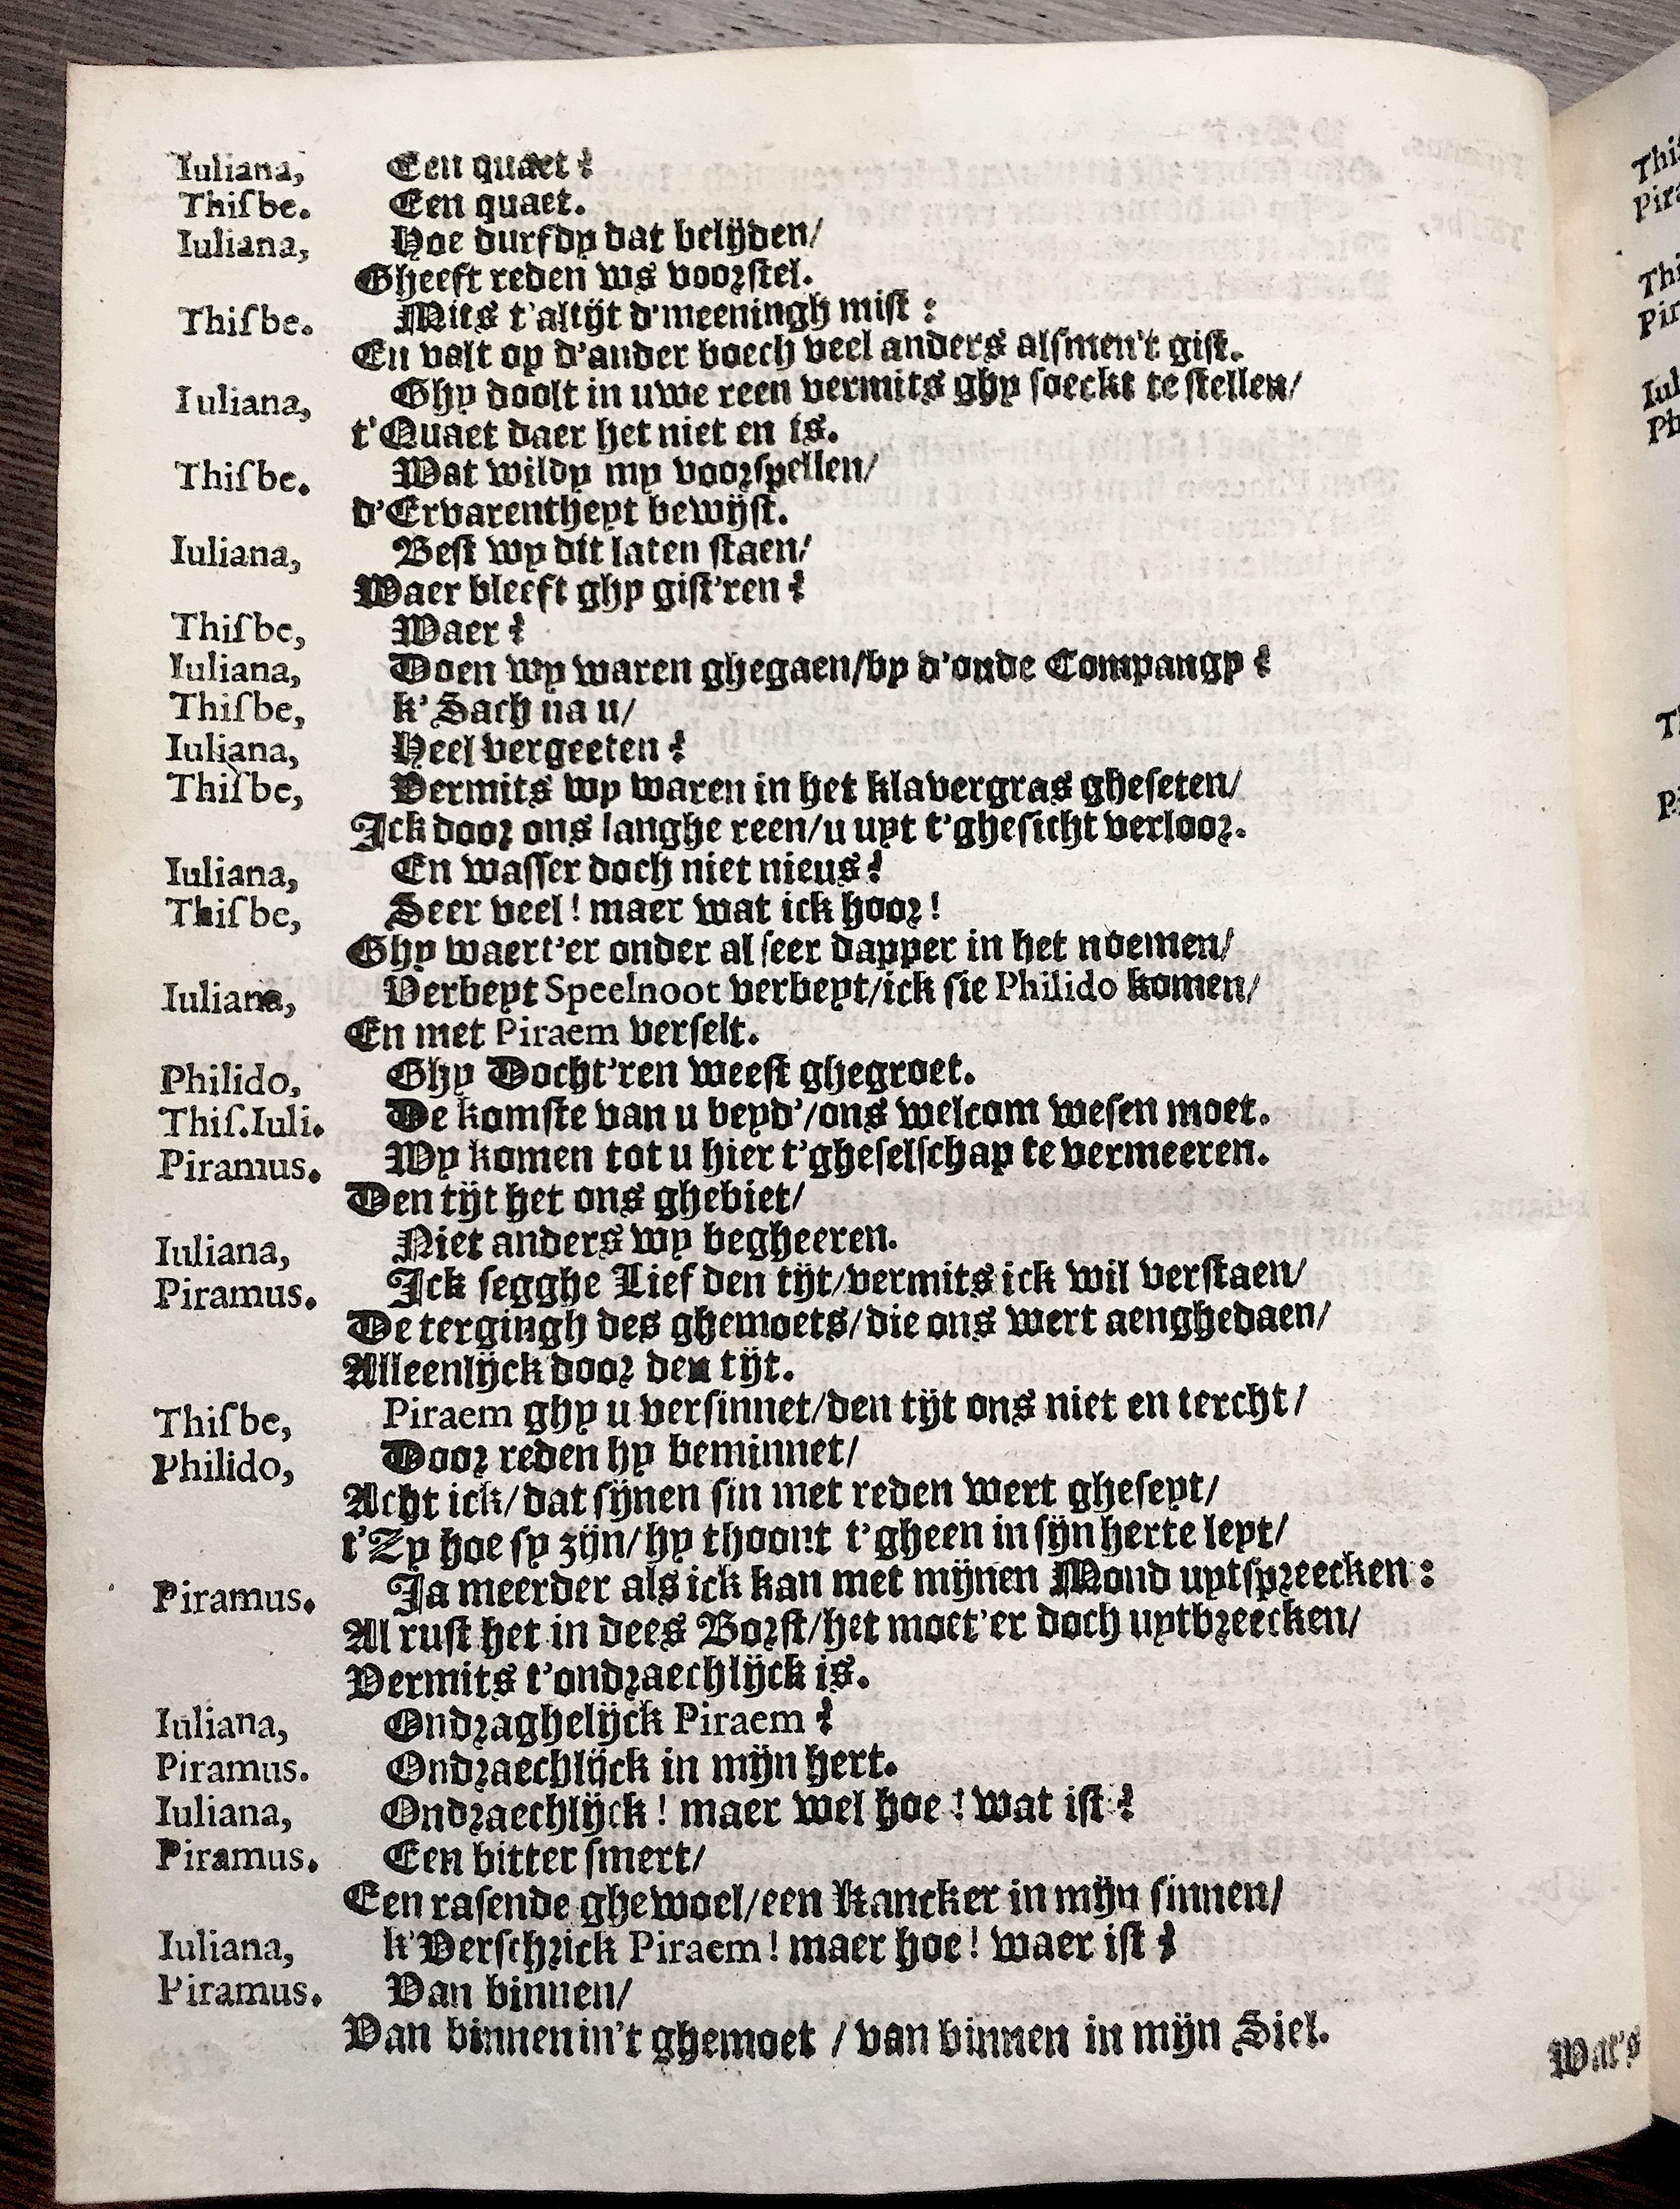 Iuliana, Een quaet?
Thiſbe. Een quaet.
Iuliana, Hoe durfdy dat belijden/
Gheeft reden ws voorſtel.
Thiſbe. Mits t'altijt d'meeningh miſt:
En valt op d'ander boech veel anders alſmen't giſt.
Iuliana, Ghy doolt in uwe reen vermits ghy ſoeckt te ſtellen/
t'Quaet daer het niet en is.
Thiſbe. Wat wildy my voorſpellen/
d'Ervarentheyt bewijſt.
Iuliana, Beſt wy dit laten ſtaen/
Waer bleeft ghy giſt'ren?
Thiſbe, Waer?
Iuliana, Doen wy waren ghegaen/by d'oude Compangy?
Thiſbe, k'Sach na u/
Iuliana, Heel vergeeten?
Thiſbe, Vermits wy waren in het klavergras gheſeten/
Ick door ons langhe reen/u uyt t'gheſicht verloor.
Iuliana, En waſſer doch niet nieus?
Thiſbe, Seer veel! maer wat ick hoor!
Ghy waert'er onder al ſeer dapper in het noemen/
Iuliana, Verbeyt Speelnoot verbeyt/ick ſie Philido komen/
En met Piraem verſelt.
Philido, Ghy Docht'ren weeſt ghegroet.
Thiſ.Iuli. De komſte van u beyd'/ons welcom weſen moet.
Piramus. Wy komen tot u hier t'gheſelſchap te vermeeren.
Den tijt het ons ghebiet/
Iuliana, Niet anders wy begheeren.
Piramus. Ick ſegghe Lief den tijt/vermits ick wil verſtaen/
De tergingh des ghemoets/die ons wert aenghedaen/
Alleenlijck door den tijt.
Thiſbe, Piraem ghy u verſinnet/den tijt ons niet en tercht/
Philido, Door reden hy beminnet/
Acht ick/dat ſijnen ſin met reden wert gheſeyt/
t'Zy hoe ſy zijn/hy thoont t'gheen in ſijn herte leyt/
Piramus. Ja meerder als ick kan met mijnen Mond uytſpreecken:
Al ruſt het in dees Borſt/het moet'er doch uytbreecken/
Vermits t'ondraechlijck is.
Iuliana, Ondraghelijck Piraem?
Piramus. Ondraechlijck in mijn hert.
Iuliana, Ondraechlijck! maer wel hoe! wat iſt?
Piramus. Een bitter ſmert/
Een raſende ghewoel/een Kancker in mijn ſinnen/
Iuliana, k'Verſchrick Piraem! maer hoe! waer iſt?
Piramus. Van binnen/
Van binnen in't ghemoet / van binnen in mijn Siel.
Wat's